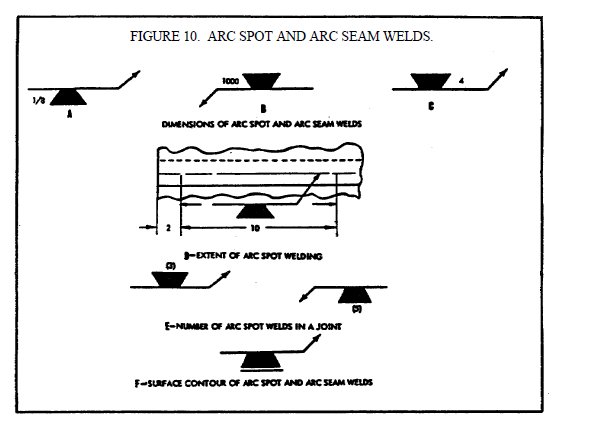 FIGURE 10. ARC SPOT AND ARC SEAM WELDS.
1/8
1000
4
A
B
C
DIMENSIONS OF ARC SPOT AND ARC SEAM WELDS
2
10
D—EXTENT OF ARC SPOT WELDING
(3)
(5)
E—NUMBER OF ARC SPOT WELDS IN A JOINT
F—SURFACE CONTOUR OF ARC SPOT AND ARC SEAM WELDS